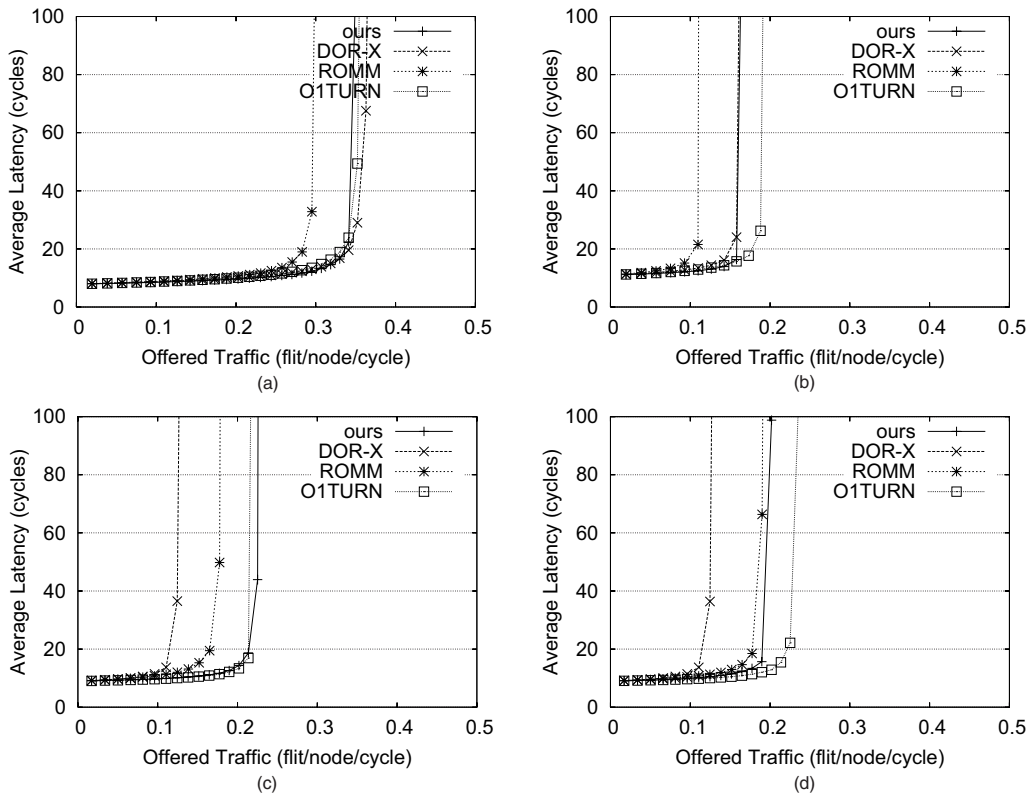 100
80
60
40
20
0
Average Latency (cycles)
ours
DOR-X
ROMM
O1TURN
0 0.1 0.2 0.3 0.4 0.5
Offered Traffic (flit/node/cycle)
(a)
100
80
60
40
20
0
Average Latency (cycles)
ours
DOR-X
ROMM
O1TURN
0 0.1 0.2 0.3 0.4 0.5
Offered Traffic (flit/node/cycle)
(b)
100
80
60
40
20
0
Average Latency (cycles)
ours
DOR-X
ROMM
O1TURN
0 0.1 0.2 0.3 0.4 0.5
Offered Traffic (flit/node/cycle)
(c)
100
80
60
40
20
0
Average Latency (cycles)
ours
DOR-X
ROMM
O1TURN
0 0.1 0.2 0.3 0.4 0.5
Offered Traffic (flit/node/cycle)
(d)